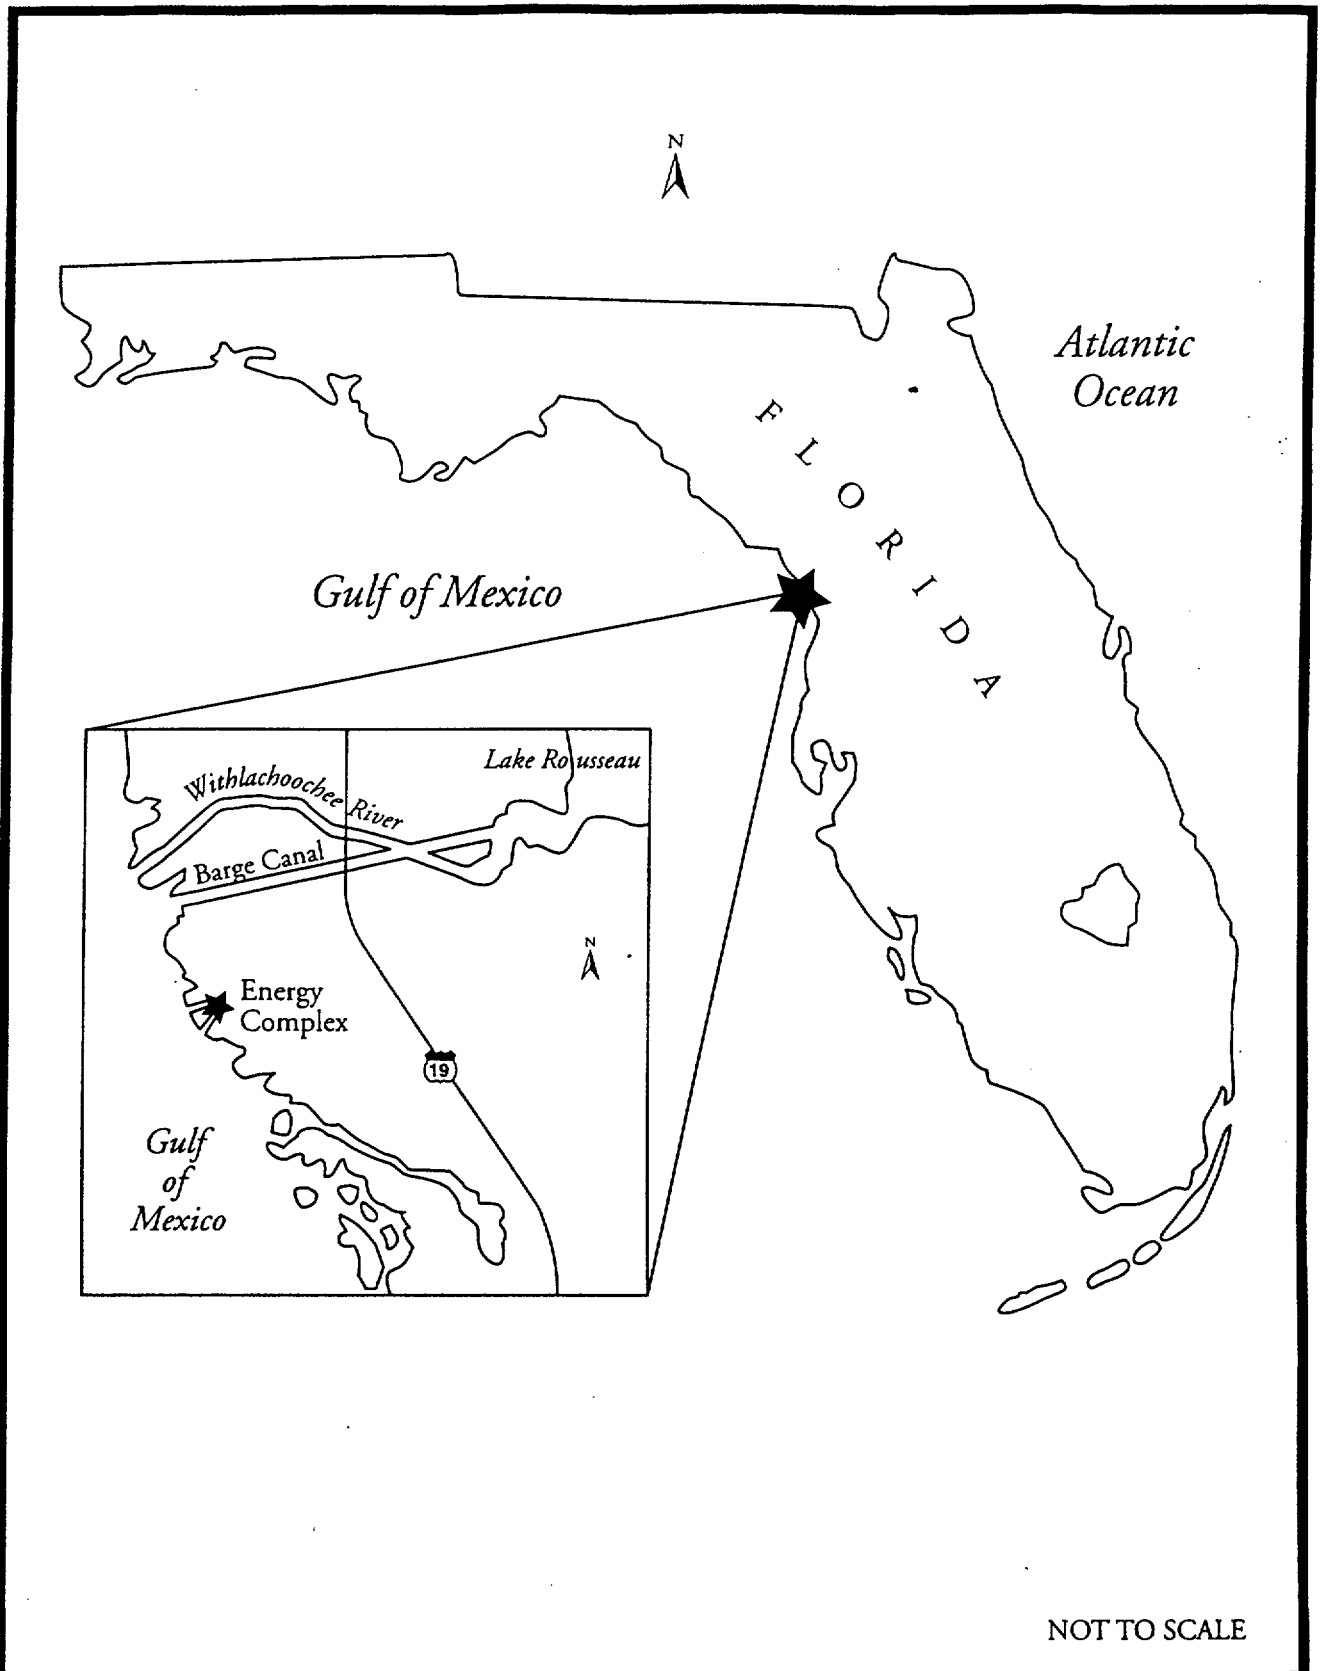 N
Atlantic
Ocean
FLORIDA
Gulf of Mexico
Lake Rousseau
Withlachoochee River
Barge Canal
N
Energy
Complex
19
Gulf
of
Mexico
NOT TO SCALE